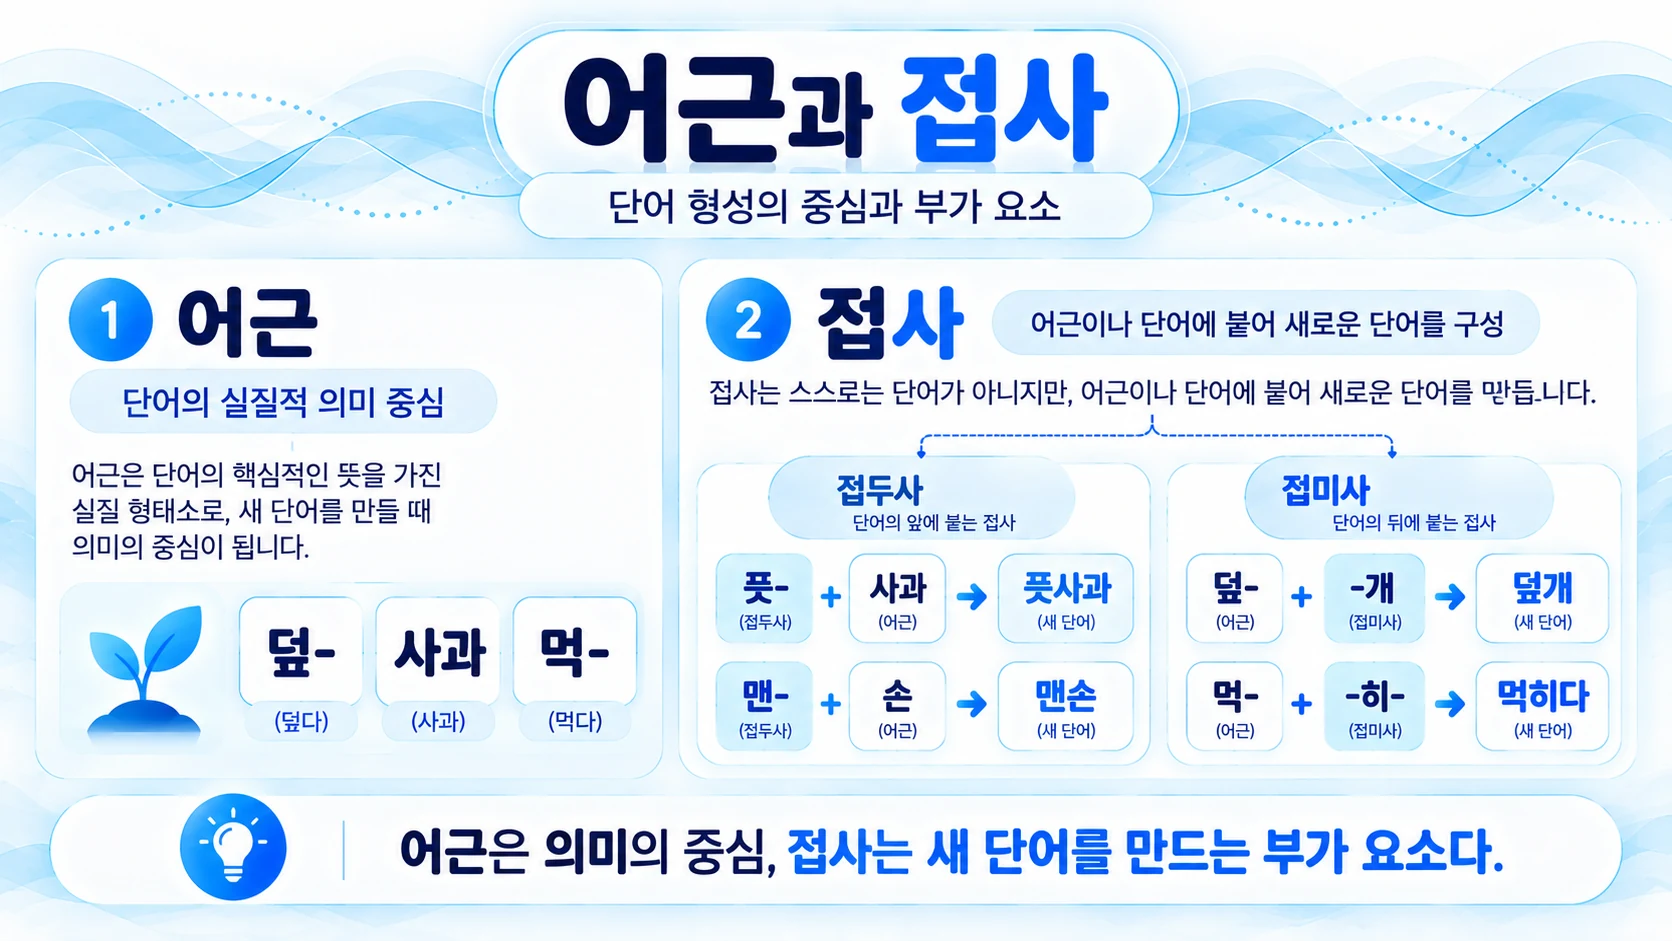 어근과 접사
단어 형성의 중심과 부가 요소
1 어근
단어의 실질적 의미 중심
어근은 단어의 핵심적인 뜻을 가진
실질 형태소로, 새 단어를 만들 때
의미의 중심이 됩니다.
덮- 사과 먹-
(덮다) (사과) (먹다)
2 접사 어근이나 단어에 붙어 새로운 단어를 구성
접사는 스스로는 단어가 아니지만, 어근이나 단어에 붙어 새로운 단어를
접두사
단어의 앞에 붙는 접사
풋- + 사과 → 풋사과
(접두사) (어근) (새 단어)
맨- + 손 → 맨손
(접두사) (어근) (새 단어)
접미사
단어의 뒤에 붙는 접사
덮- + -개 → 덮개
(어근) (접미사) (새 단어)
먹- + -히- → 먹히다
(어근) (접미사) (새 단어)
어근은 의미의 중심, 접사는 새 단어를 만드는 부가 요소다.